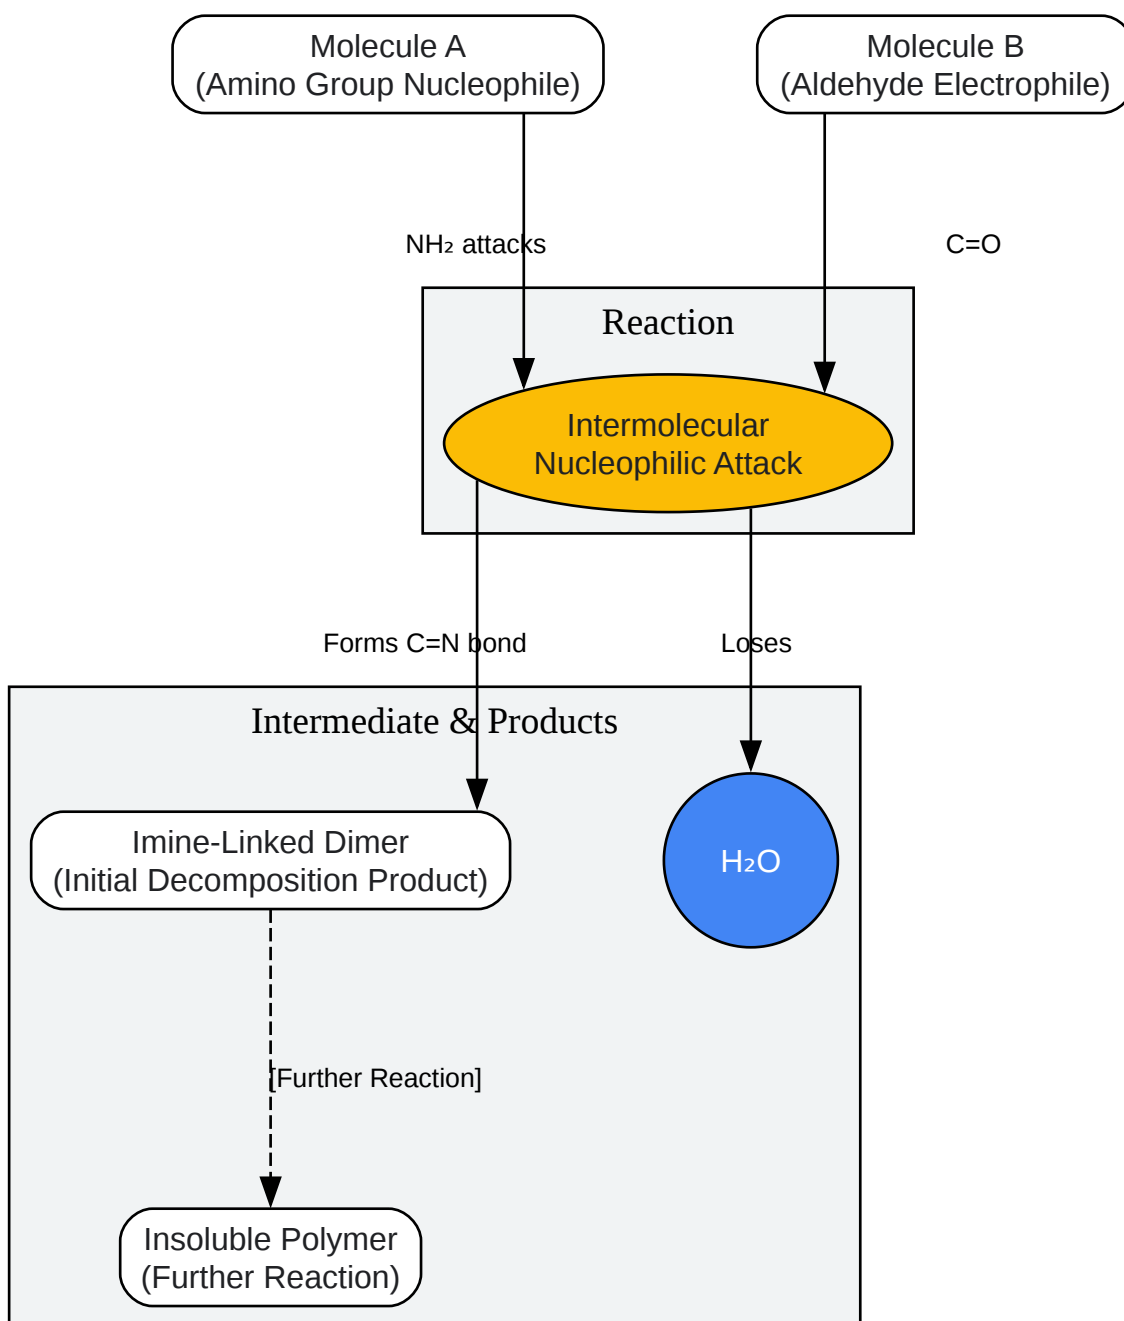 Molecule A
(Amino Group Nucleophile)
Molecule B
(Aldehyde Electrophile)
NH₂ attacks
C=O
Reaction
Intermolecular
Nucleophilic Attack
Forms C=N bond
Loses
Intermediate & Products
Imine-Linked Dimer
(Initial Decomposition Product)
H₂O
[Further Reaction]
Insoluble Polymer
(Further Reaction)